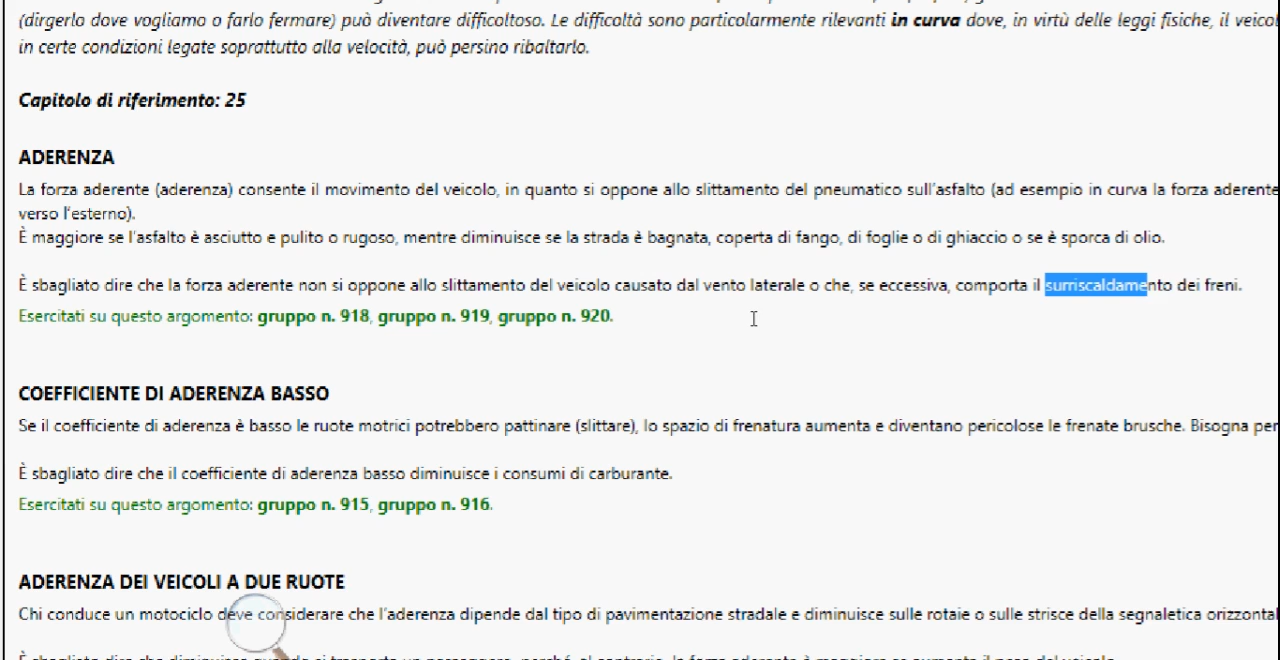 (dirgerlo dove vogliamo o farlo fermare) può diventare difficoltoso. Le difficoltà sono particolarmente rilevanti in curva dove, in virtù delle leggi fisiche, il
in certe condizioni legate soprattutto alla velocità, può persino ribaltarlo.
Capitolo di riferimento: 25
ADERENZA
La forza aderente (aderenza) consente il movimento del veicolo, in quanto si oppone allo slittamento del pneumatico sull'asfalto (ad esempio in curva la forza aderente
verso l'esterno).
È maggiore se l'asfalto è asciutto e pulito o rugoso, mentre diminuisce se la strada è bagnata, coperta di fango, di foglie o di ghiaccio o se è sporca di olio.
È sbagliato dire che la forza aderente non si oppone allo slittamento del veicolo causato dal vento laterale o che, se eccessiva, comporta il surriscaldamento dei freni.
Esercitati su questo argomento: gruppo n. 918, gruppo n. 919, gruppo n. 920.
COEFFICIENTE DI ADERENZA BASSO
Se il coefficiente di aderenza è basso le ruote motrici potrebbero pattinare (slittare), lo spazio di frenatura aumenta e diventano pericolose le frenate brusche. Bisogna per
È sbagliato dire che il coefficiente di aderenza basso diminuisce i consumi di carburante.
Esercitati su questo argomento: gruppo n. 915, gruppo n. 916.
ADERENZA DEI VEICOLI A DUE RUOTE
Chi conduce un motociclo deve considerare che l'aderenza dipende dal tipo di pavimentazione stradale e diminuisce sulle rotaie o sulle strisce della segnaletica